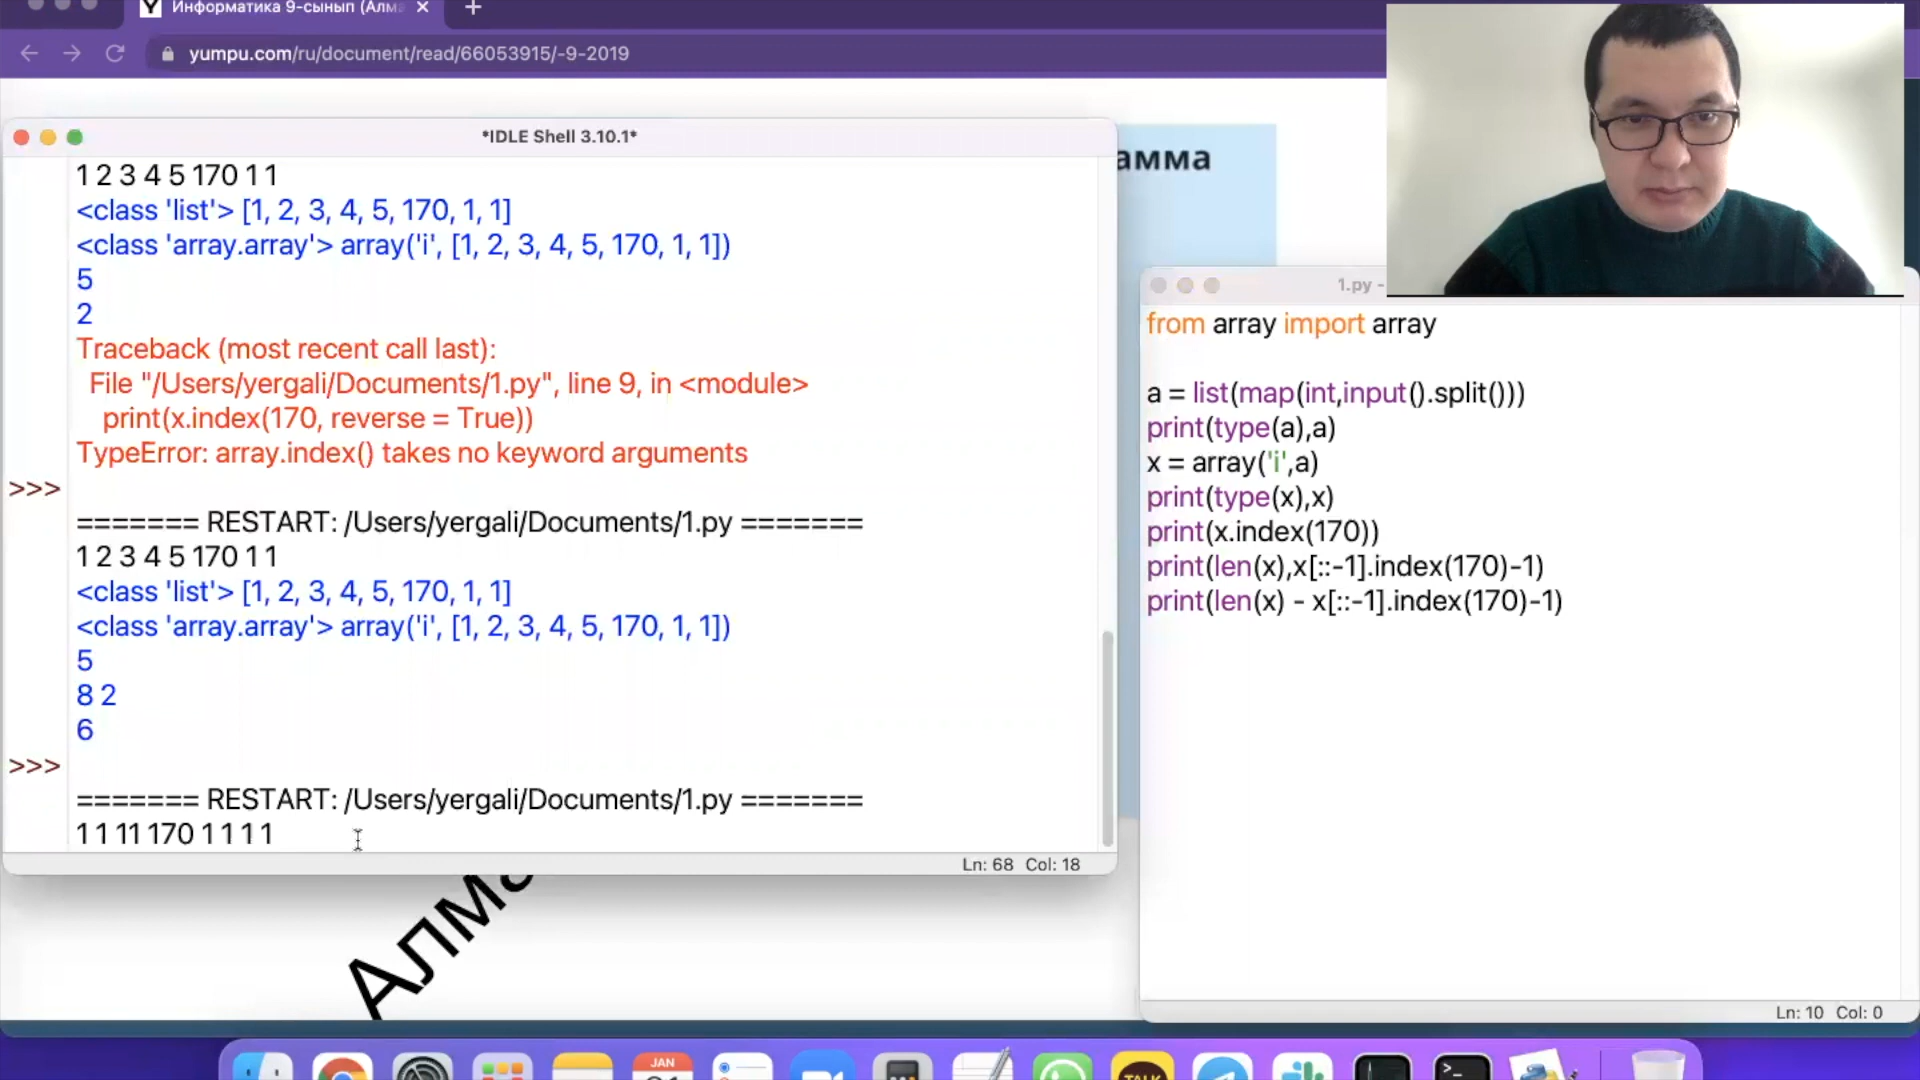 Информатика 9-сынып (Алма
yumpu.com/ru/document/read/66053915/-9-2019
*IDLE Shell 3.10.1*
1 2 3 4 5 170 1 1
<class 'list'> [1, 2, 3, 4, 5, 170, 1, 1]
<class 'array.array'> array('i', [1, 2, 3, 4, 5, 170, 1, 1])
5
2
Traceback (most recent call last):
File "/Users/yergali/Documents/1.py", line 9, in <module>
print(x.index(170, reverse = True))
TypeError: array.index() takes no keyword arguments
>>>
======= RESTART: /Users/yergali/Documents/1.py =======
1 2 3 4 5 170 1 1
<class 'list'> [1, 2, 3, 4, 5, 170, 1, 1]
<class 'array.array'> array('i', [1, 2, 3, 4, 5, 170, 1, 1])
5
8 2
6
>>>
======= RESTART: /Users/yergali/Documents/1.py =======
1 1 11 170 1 1 1 1
Ln: 68 Col: 18
амма
1.py -
from array import array
a = list(map(int,input().split()))
print(type(a),a)
x = array('i',a)
print(type(x),x)
print(x.index(170))
print(len(x),x[::-1].index(170)-1)
print(len(x) - x[::-1].index(170)-1)
Ln: 10 Col: 0
Алма
JAN
TALK
>_